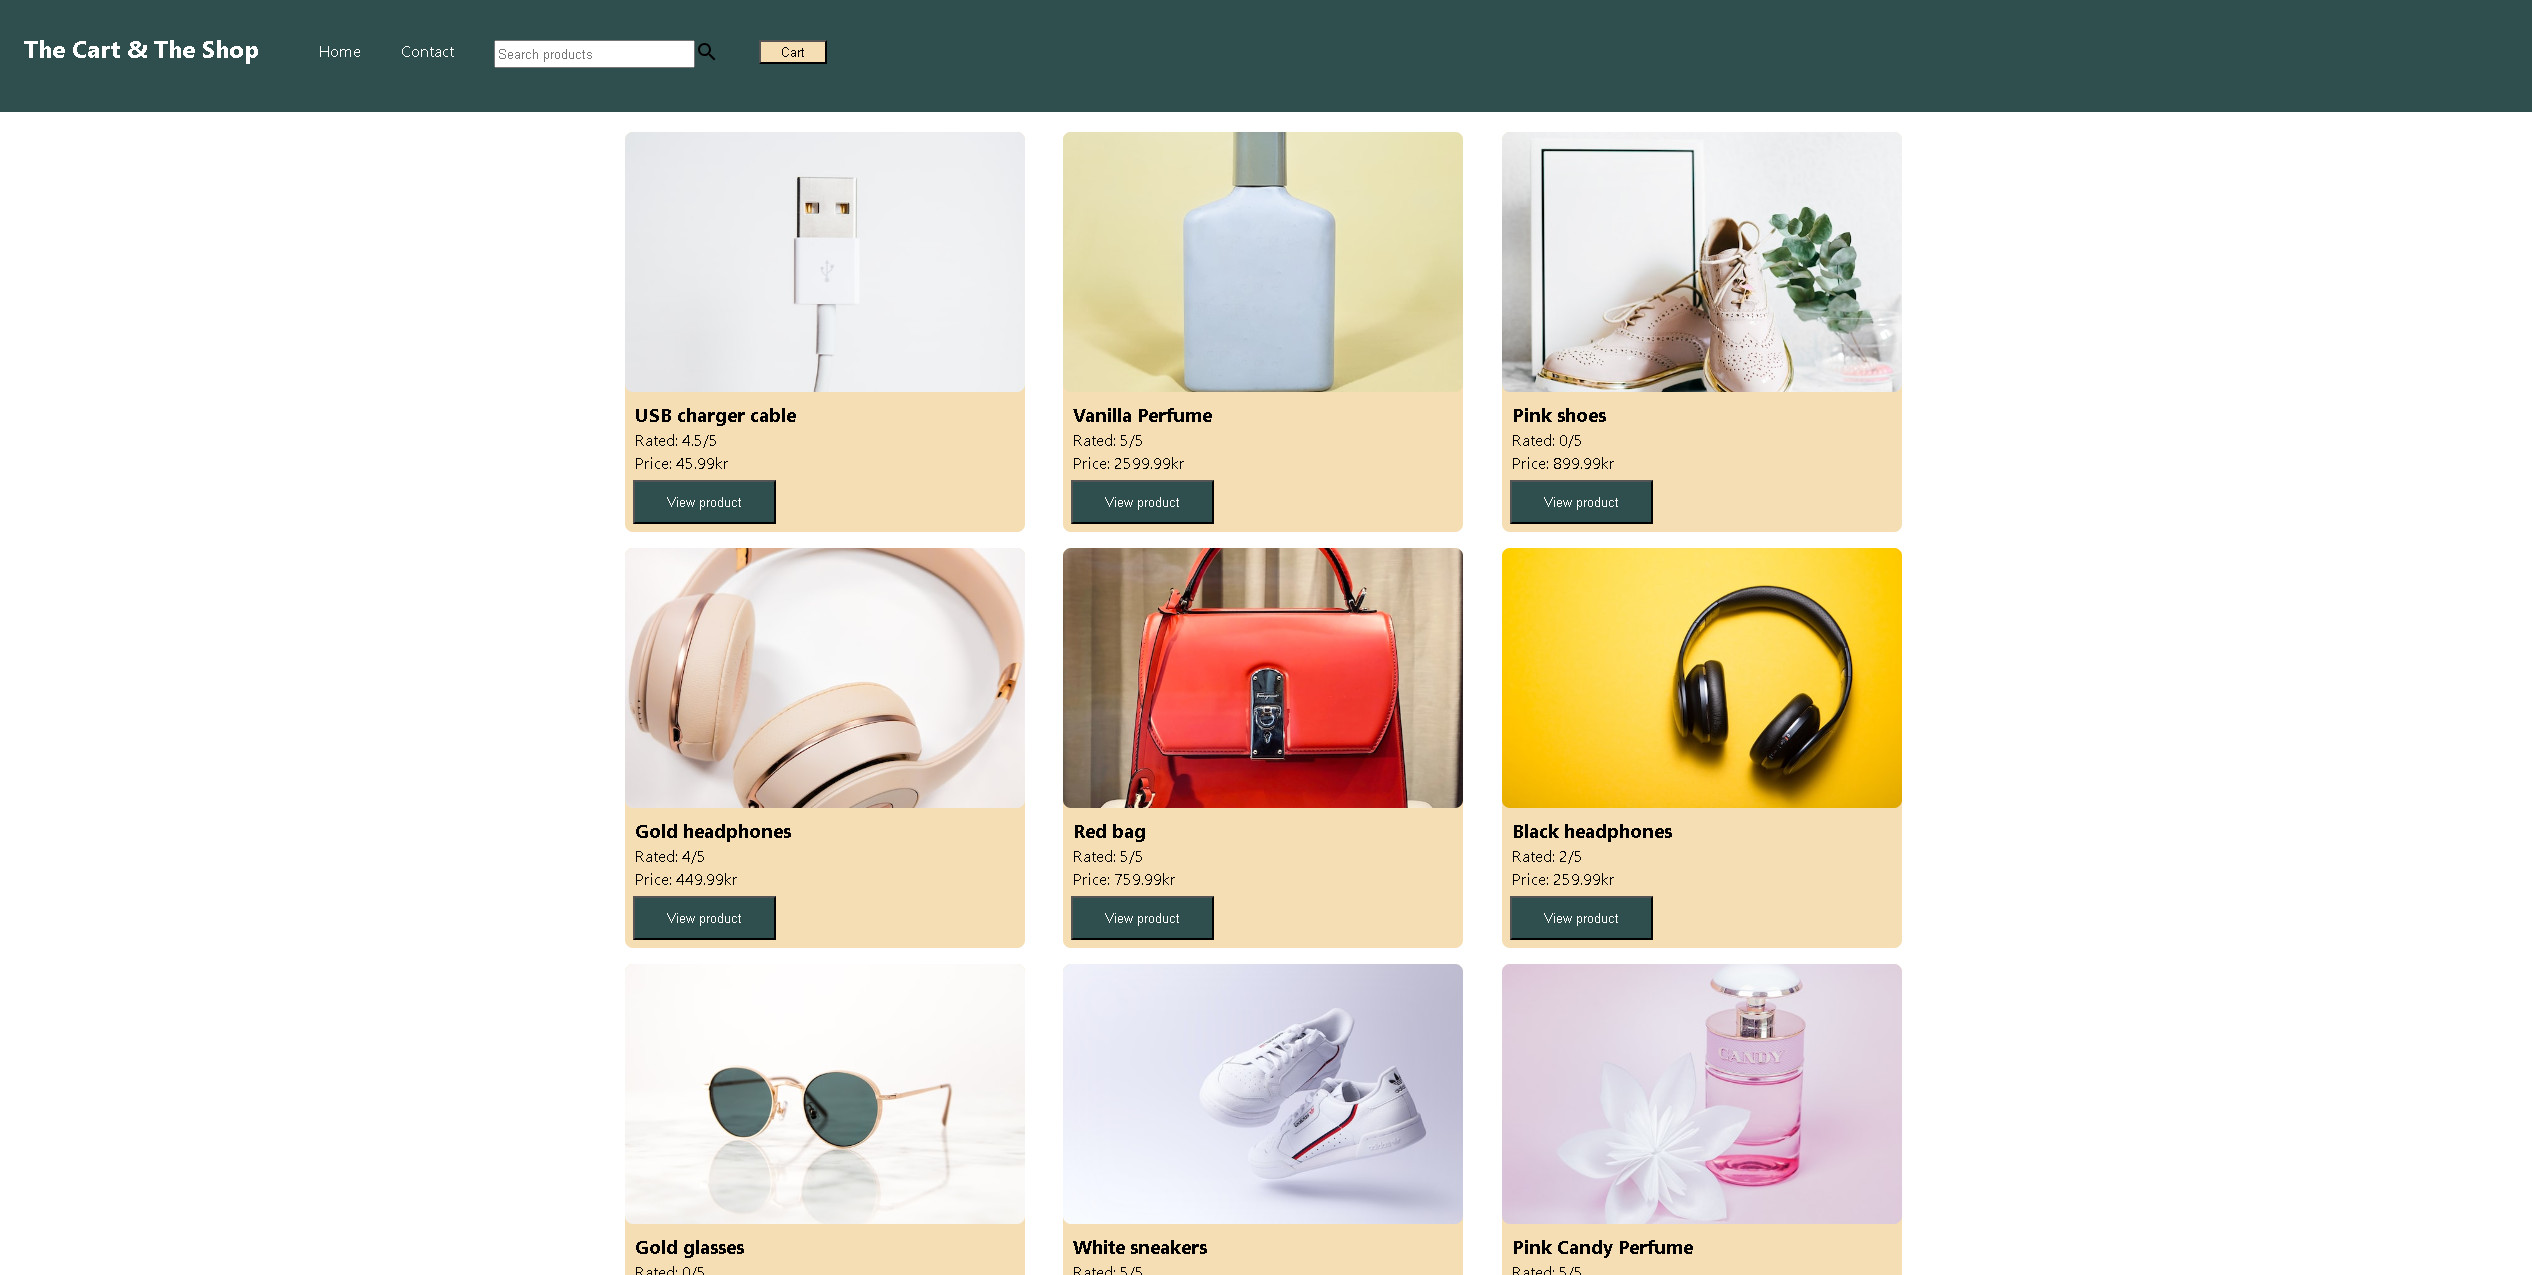 The Cart & The Shop
Home
Contact
Search products
Cart
USB charger cable
Rated: 4.5/5
Price: 45.99kr
View product
Vanilla Perfume
Rated: 5/5
Price: 2599.99kr
View product
Pink shoes
Rated: 0/5
Price: 899.99kr
View product
Gold headphones
Rated: 4/5
Price: 449.99kr
View product
Red bag
Rated: 5/5
Price: 759.99kr
View product
Black headphones
Rated: 2/5
Price: 259.99kr
View product
Gold glasses
Rated: 0/5
White sneakers
Rated: 5/5
CANDY
Pink Candy Perfume
Rated: 5/5